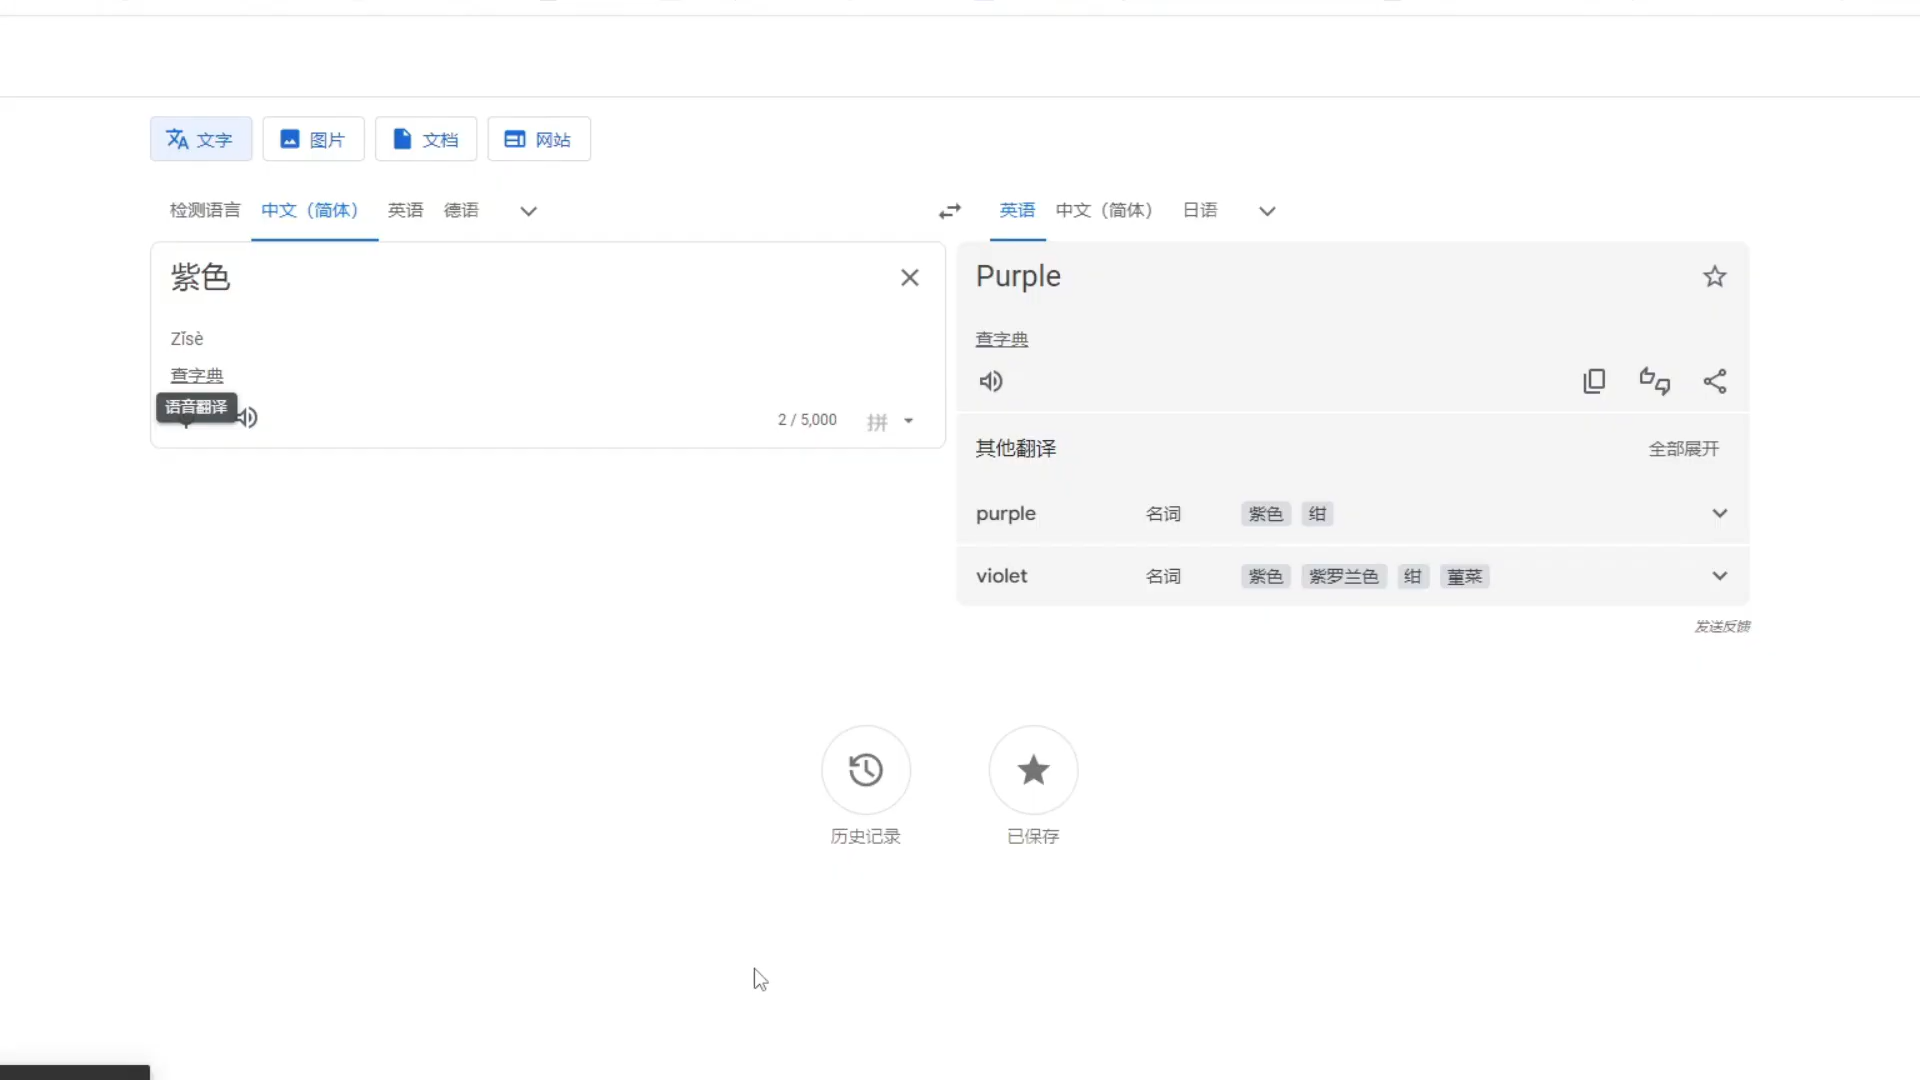 文字 图片 文档 网站
检测语言 中文（简体） 英语 德语 英语 中文（简体） 日语
紫色
Zǐsè
查字典
语音翻译
2 / 5,000 拼
Purple
查字典
其他翻译 全部展开
purple 名词 紫色 绀
violet 名词 紫色 紫罗兰色 绀 菫菜
发送反馈
历史记录 已保存